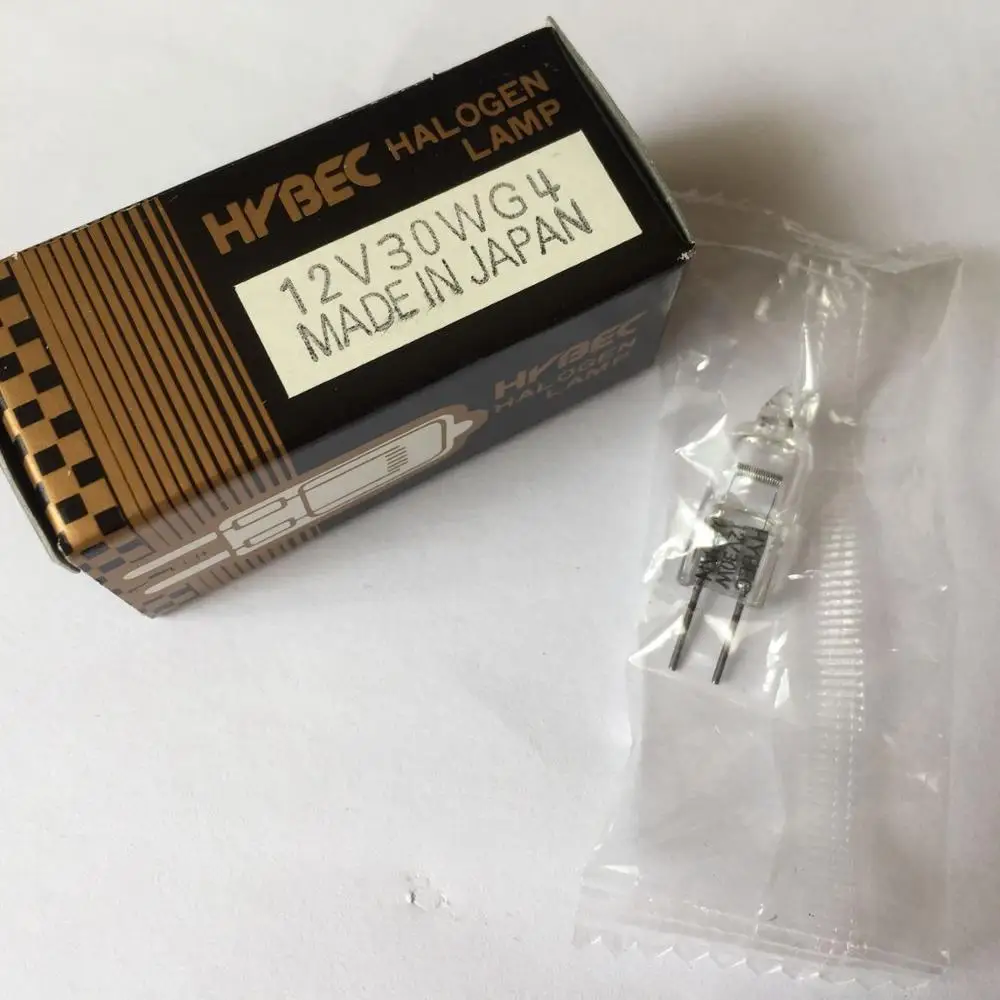 HYBEC HALOGEN
LAMP
12V30WG4
MADE IN JAPAN
HYBEC
HALOGEN
LAMP